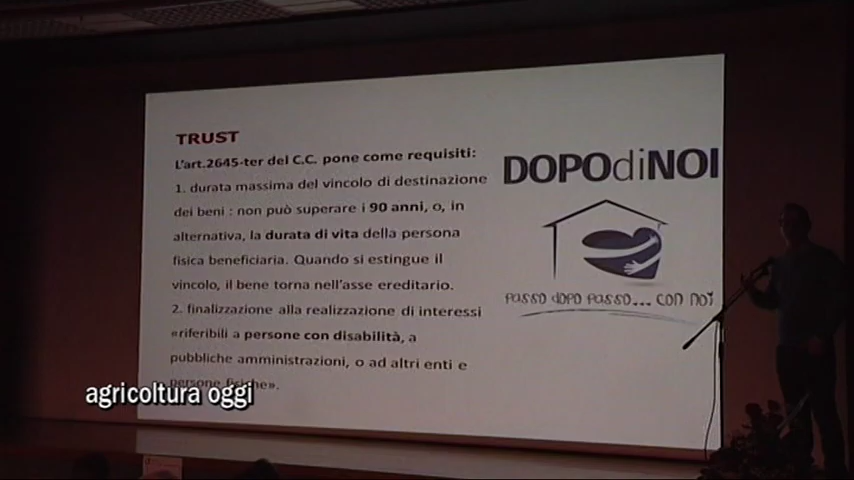 TRUST
L'art.2645-ter del C.C. pone come requisiti:
1. durata massima del vincolo di destinazione
dei beni : non può superare i 90 anni, o, in
alternativa, la durata di vita della persona
fisica beneficiaria. Quando si estingue il
vincolo, il bene torna nell'asse ereditario.
2. finalizzazione alla realizzazione di interessi
«riferibili a persone con disabilità, a
pubbliche amministrazioni, o ad altri enti e
persone fisiche».
DOPOdiNOI
PASSO DOPO PASSO... CON NOI
agricoltura oggi